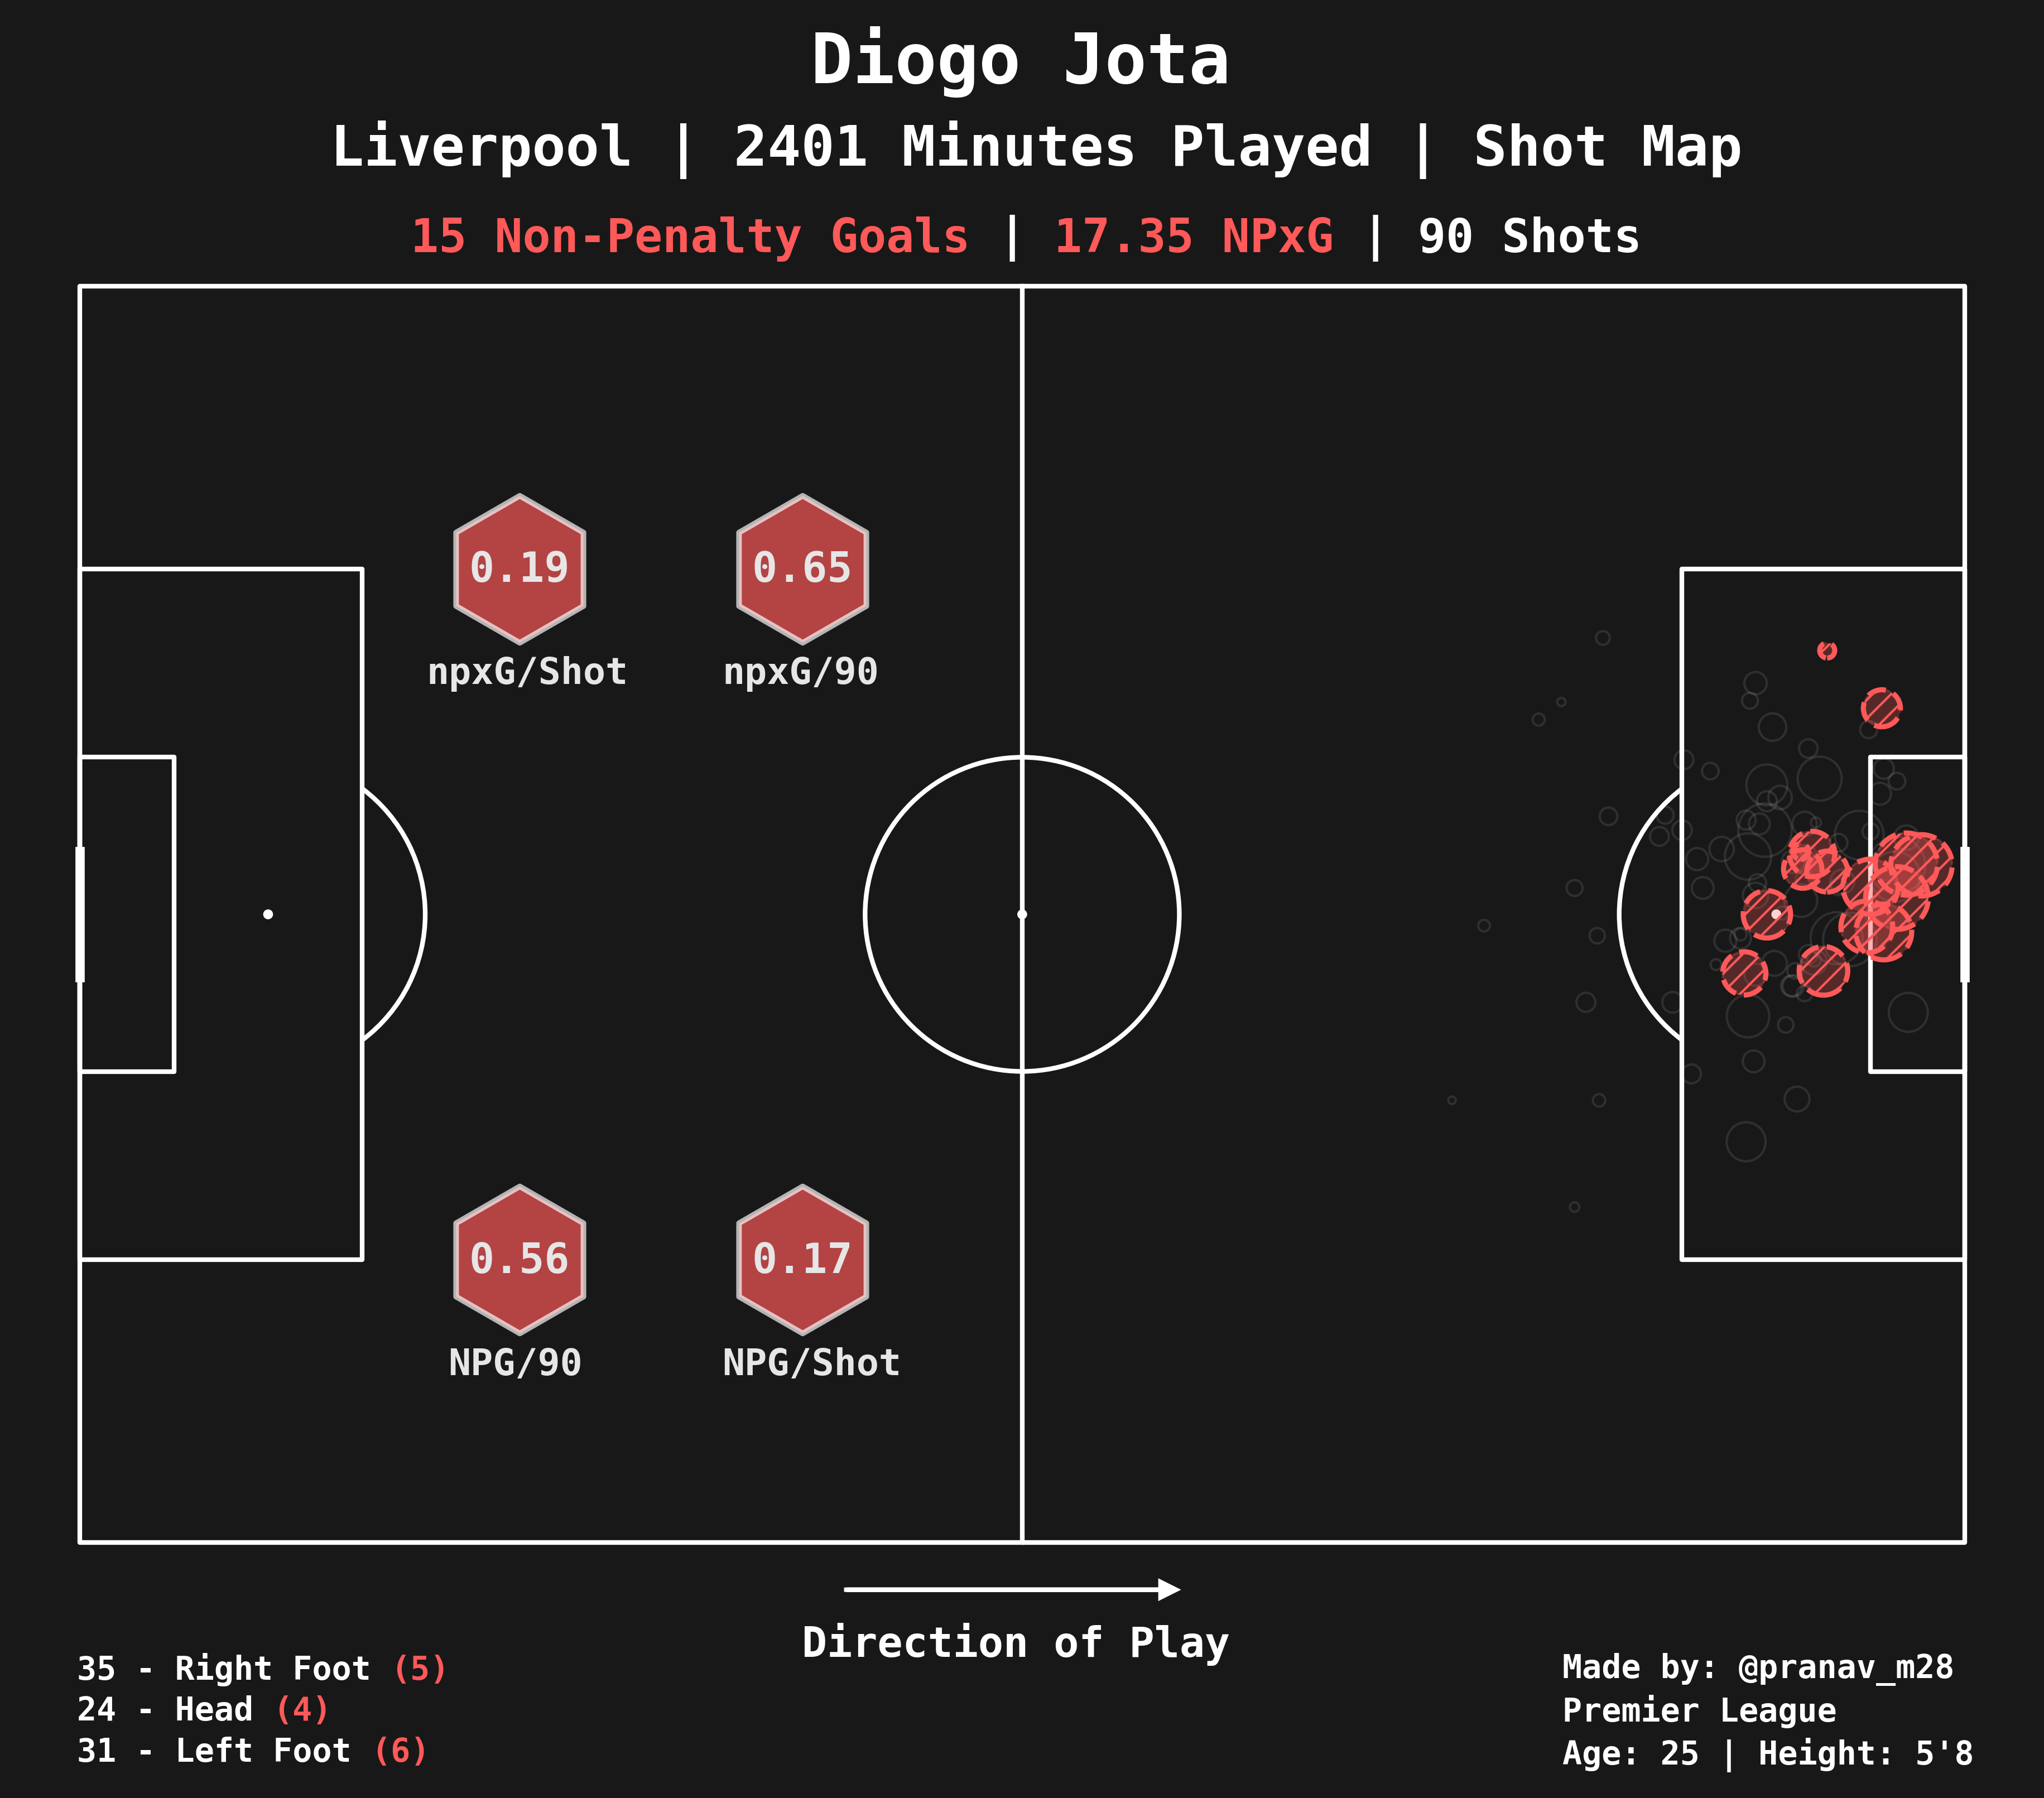 Diogo Jota
Liverpool | 2401 Minutes Played | Shot Map
15 Non-Penalty Goals | 17.35 NPxG | 90 Shots
0.19
0.65
npxG/Shot
npxG/90
0.56
0.17
NPG/90
NPG/Shot
Direction of Play
35 - Right Foot (5)
24 - Head (4)
31 - Left Foot (6)
Made by: @pranav_m28
Premier League
Age: 25 | Height: 5'8